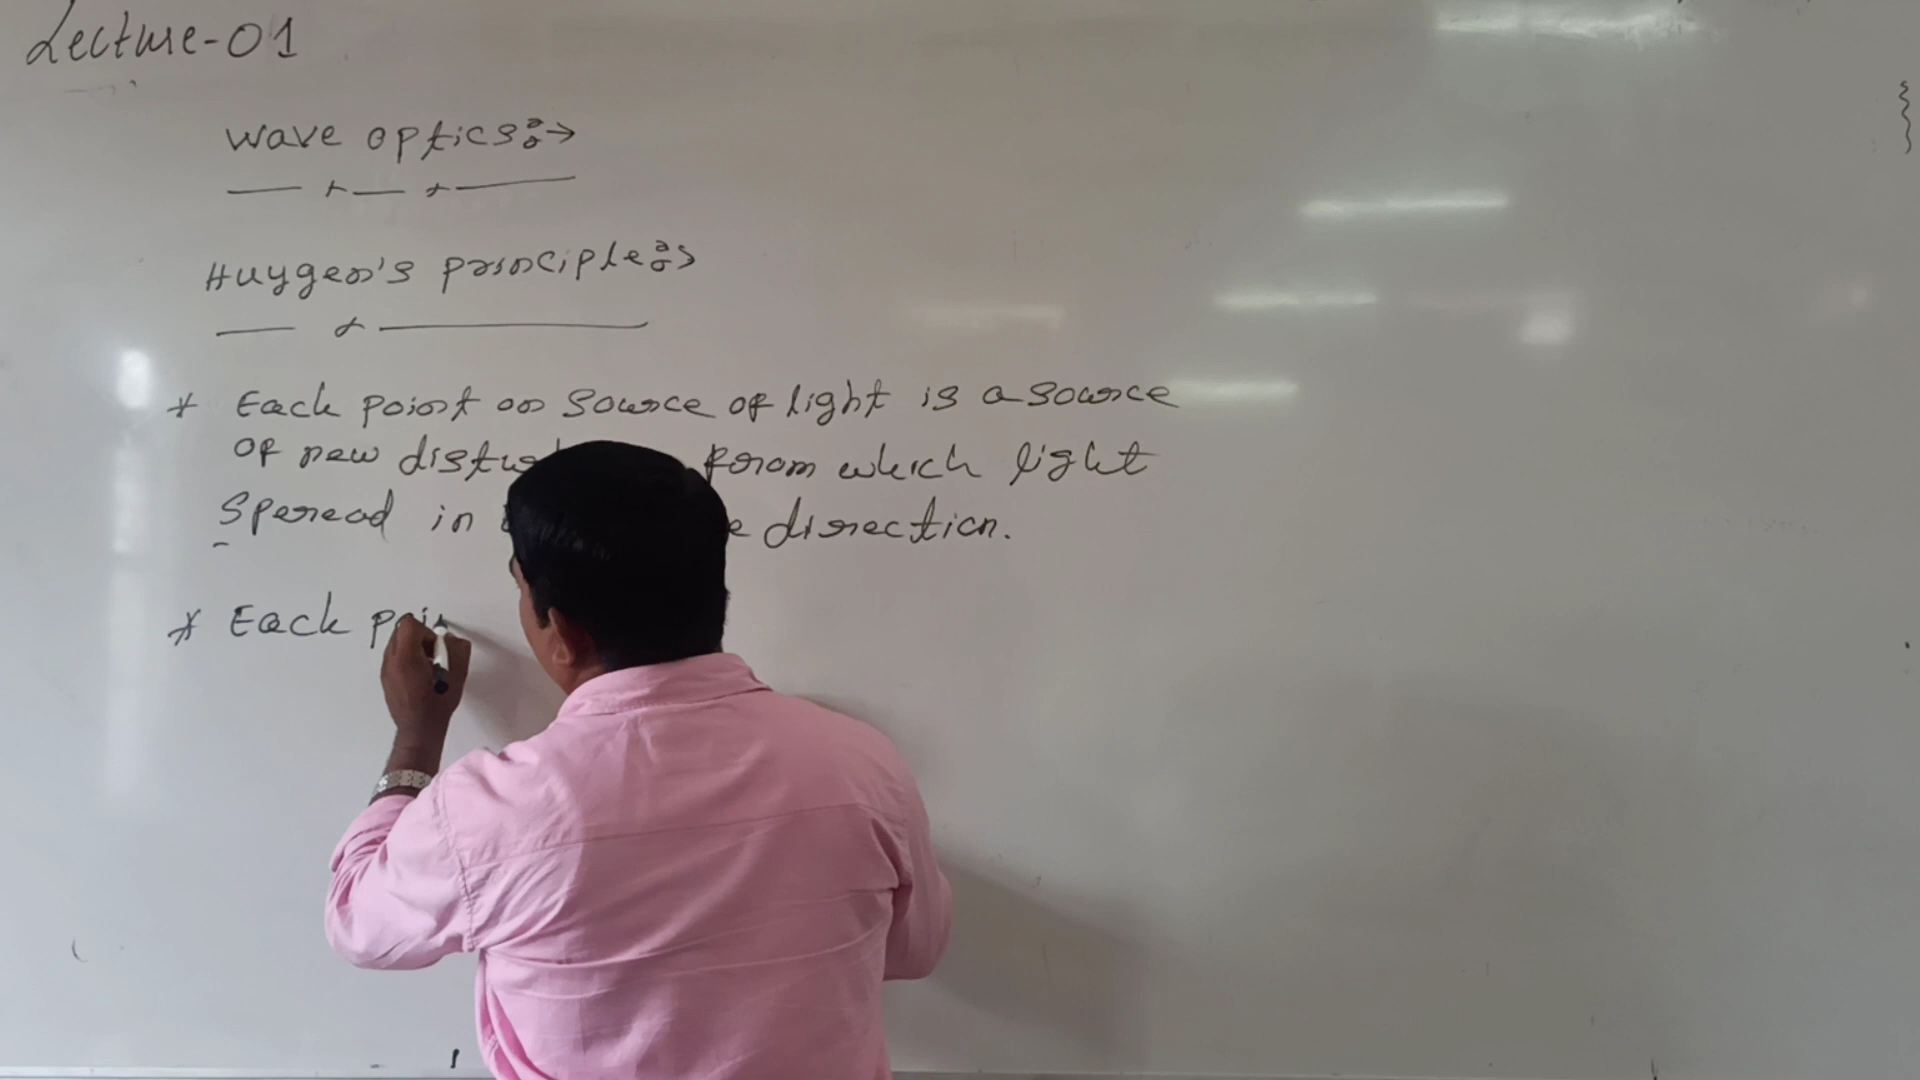 Lecture-01
Wave optics:→
Huygen's principle:→
* Each point on source of light is a source
of new from which light
Spread in direction.
* Each